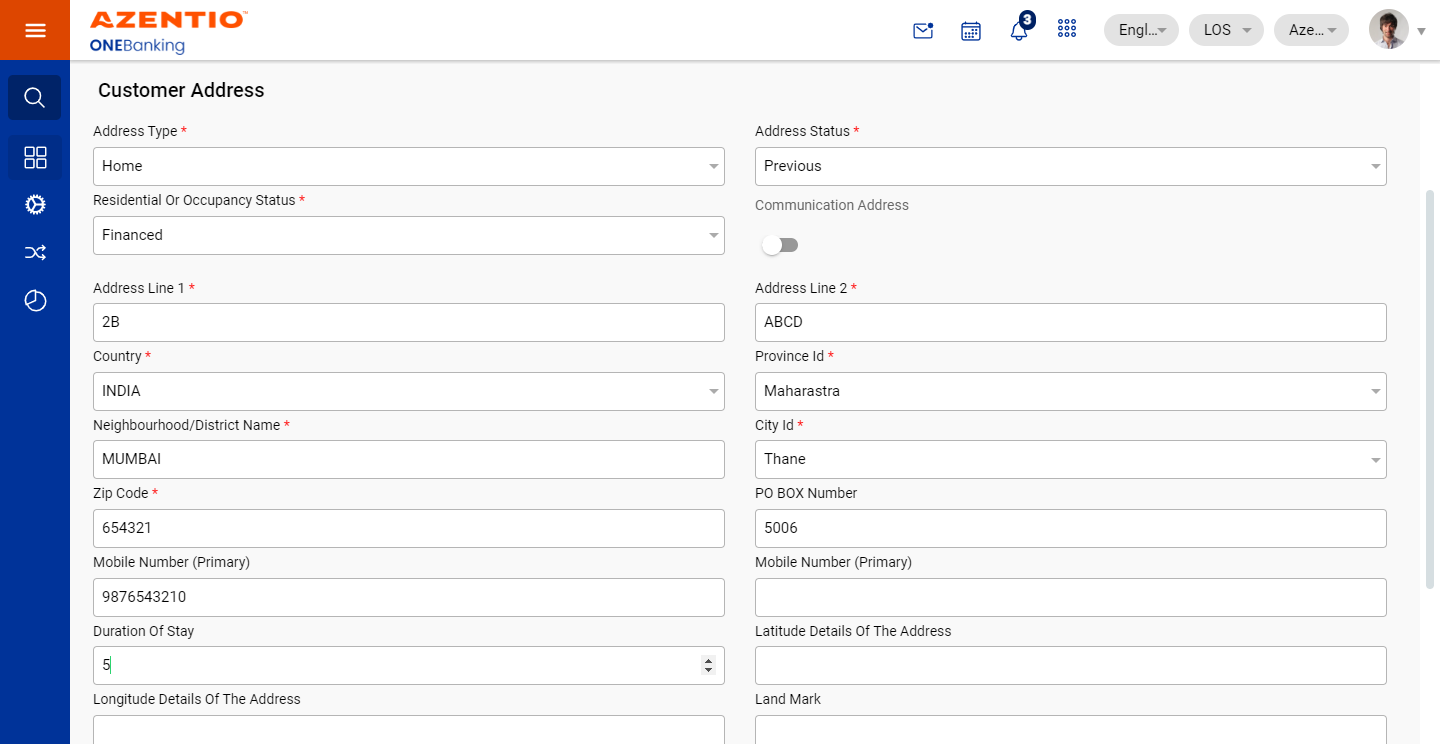 AZENTIO™
ONEBanking
3
Engl...
LOS
Aze...
Customer Address
Address Type *
Address Status *
Home
Previous
Residential Or Occupancy Status *
Communication Address
Financed
Address Line 1 *
Address Line 2 *
2B
ABCD
Country *
Province Id *
INDIA
Maharastra
Neighbourhood/District Name *
City Id *
MUMBAI
Thane
Zip Code *
PO BOX Number
654321
5006
Mobile Number (Primary)
Mobile Number (Primary)
9876543210
Duration Of Stay
Latitude Details Of The Address
5
Longitude Details Of The Address
Land Mark